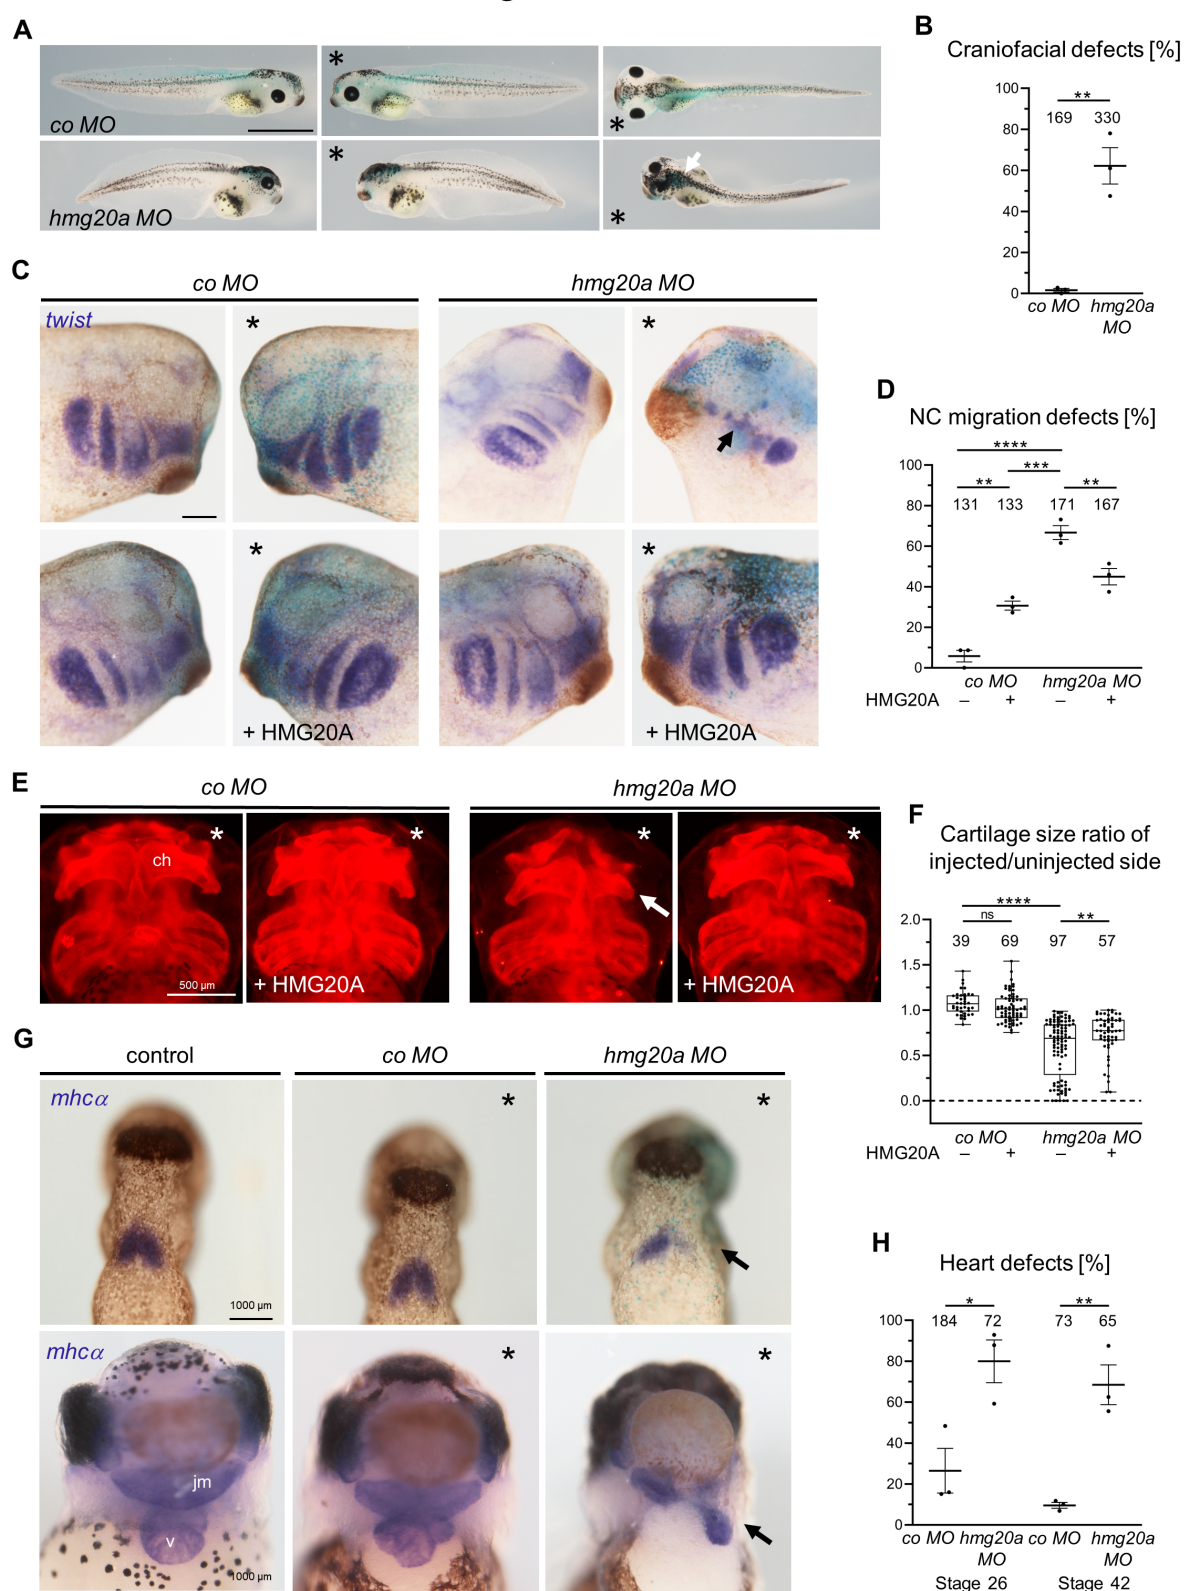 A
*
*
co MO
*
*
hmg20a MO
B
Craniofacial defects [%]
**
169 330
100
80
60
40
20
0
co MO hmg20a
MO
C
co MO
hmg20a MO
twist
*
*
*
*
+ HMG20A
+ HMG20A
D
NC migration defects [%]
****
***
** **
131 133 171 167
100
80
60
40
20
0
co MO hmg20a MO
HMG20A – + – +
E
co MO
hmg20a MO
*
*
*
*
ch
500 µm
+ HMG20A
+ HMG20A
F
Cartilage size ratio of
injected/uninjected side
****
ns **
39 69 97 57
2.0
1.5
1.0
0.5
0.0
co MO hmg20a MO
HMG20A – + – +
G
control
co MO
hmg20a MO
mhcα
*
*
1000 µm
mhcα
*
*
jm
v
1000 µm
H
Heart defects [%]
* **
184 72 73 65
100
80
60
40
20
0
co MO hmg20a co MO hmg20a
MO MO
Stage 26 Stage 42